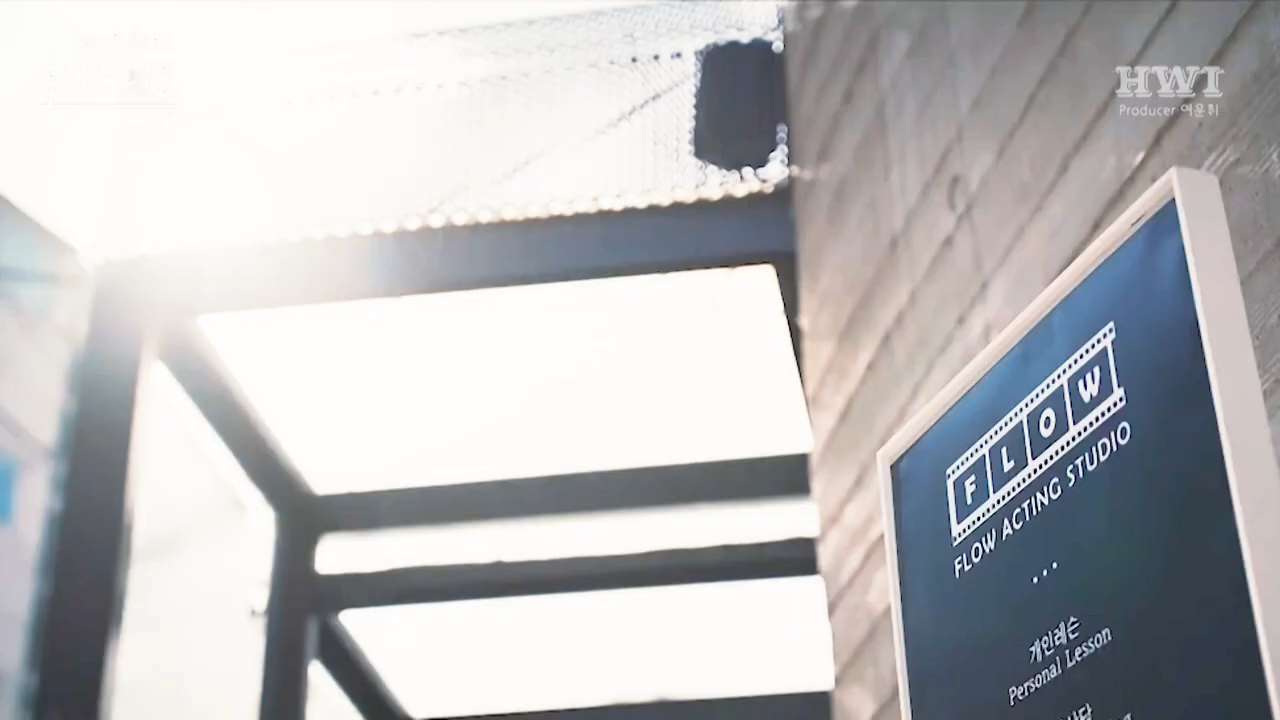 HWI
Producer 여운휘
FLOW
FLOW ACTING STUDIO
...
개인레슨
Personal Lesson